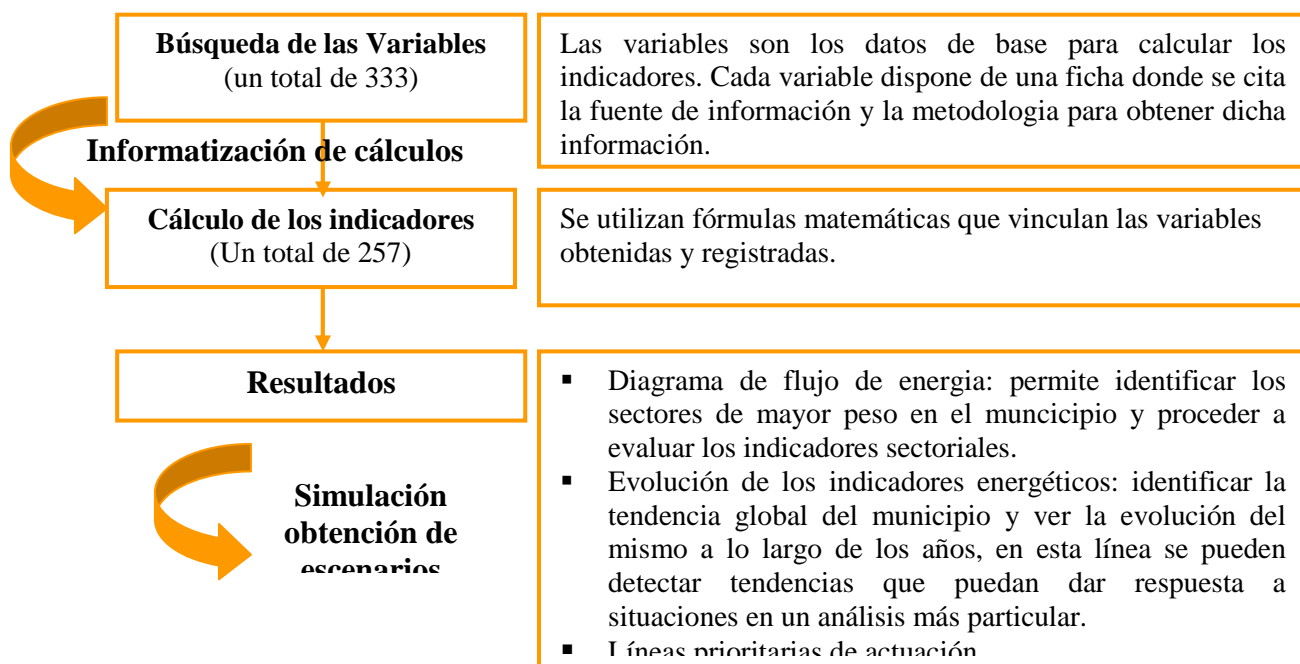 Búsqueda de las Variables
(un total de 333)
Las variables son los datos de base para calcular los
indicadores. Cada variable dispone de una ficha donde se cita
la fuente de información y la metodologia para obtener dicha
información.
Informatización de cálculos
Cálculo de los indicadores
(Un total de 257)
Se utilizan fórmulas matemáticas que vinculan las variables
obtenidas y registradas.
Resultados
▪ Diagrama de flujo de energia: permite identificar los
sectores de mayor peso en el muncicipio y proceder a
evaluar los indicadores sectoriales.
▪ Evolución de los indicadores energéticos: identificar la
tendencia global del municipio y ver la evolución del
mismo a lo largo de los años, en esta línea se pueden
detectar tendencias que puedan dar respuesta a
situaciones en un análisis más particular.
▪ Líneas prioritarias de actuación
Simulación
obtención de
escenarios